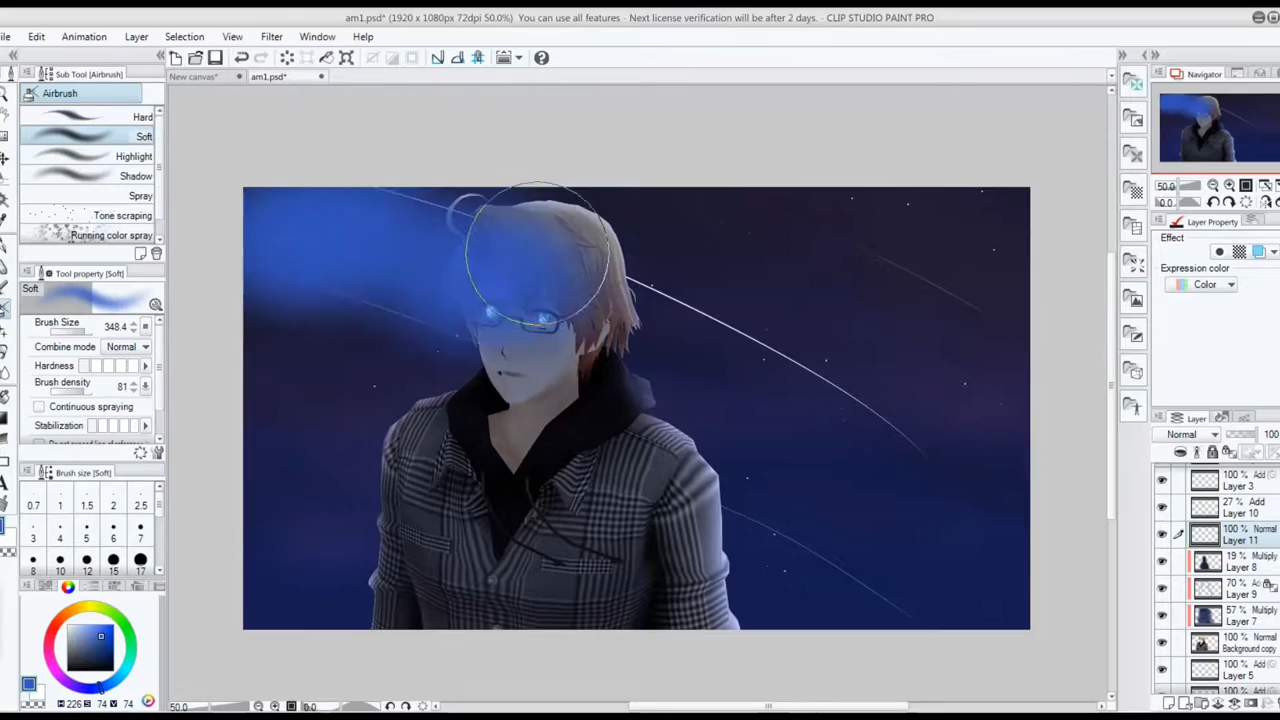 am1.psd* (1920 x 1080px 72dpi 50.0%) You can use all features - Next license verification will be after 2 days. - CLIP STUDIO PAINT PRO
ile Edit Animation Layer Selection View Filter Window Help
Sub Tool [Airbrush]
New canvas* am1.psd*
Navigator
Airbrush
Hard
Soft
Highlight
Shadow
Spray
Tone scraping
Running color spray
50.0
0.0
Layer Property
Effect
Expression color
Color
Tool property [Soft]
Soft
Brush Size 348.4
Combine mode Normal
Hardness
Brush density 81
Continuous spraying
Stabilization
Brush size [Soft]
0.7 1 1.5 2 2.5
3 4 5 6 7
8 10 12 15 17
Layer
Normal 100
100 % Add (G
Layer 3
27 % Add
Layer 10
100 % Normal
Layer 11
19 % Multiply
Layer 8
70 % A
Layer 9
57 % Multiply
Layer 7
100 % Normal
Background copy
100 % Add (G
Layer 5
H 226 S 74 V 74
50.0 0.0